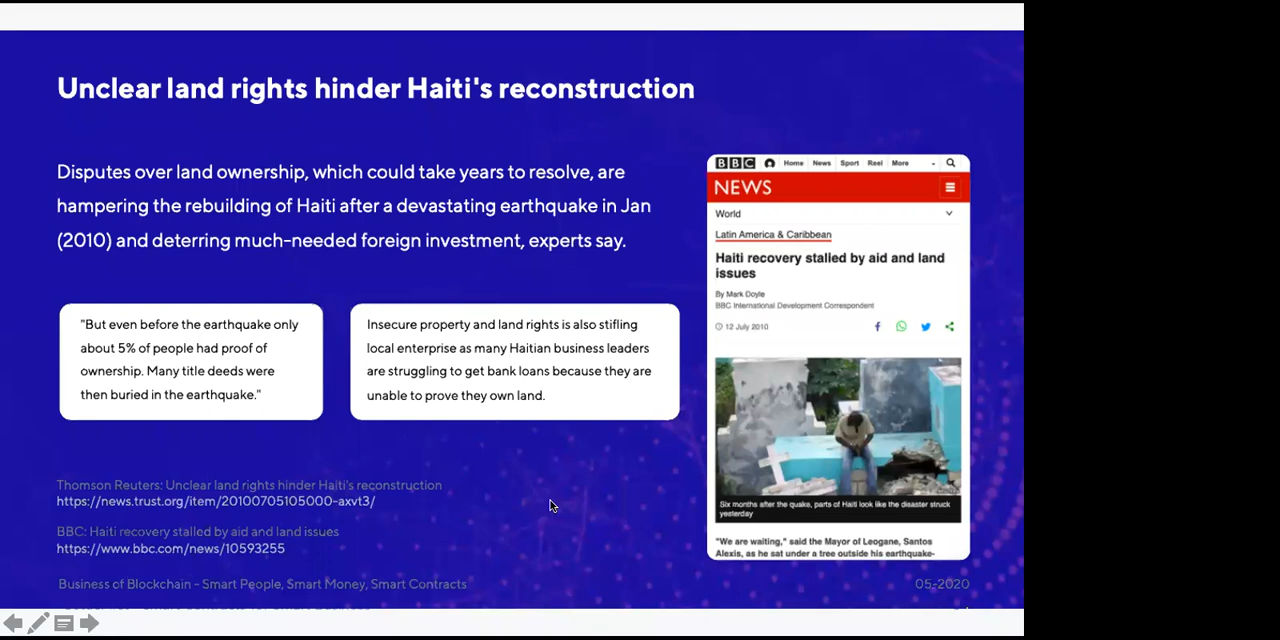 Unclear land rights hinder Haiti's reconstruction
Disputes over land ownership, which could take years to resolve, are
hampering the rebuilding of Haiti after a devastating earthquake in Jan
(2010) and deterring much-needed foreign investment, experts say.
"But even before the earthquake only
about 5% of people had proof of
ownership. Many title deeds were
then buried in the earthquake."
Insecure property and land rights is also stifling
local enterprise as many Haitian business leaders
are struggling to get bank loans because they are
unable to prove they own land.
Thomson Reuters: Unclear land rights hinder Haiti's reconstruction
https://news.trust.org/item/20100705105000-axvt3/
BBC: Haiti recovery stalled by aid and land issues
https://www.bbc.com/news/10593255
BBC Home News Sport Reel More
NEWS
World
Latin America & Caribbean
Haiti recovery stalled by aid and land
issues
By Mark Doyle
BBC International Development Correspondent
12 July 2010
Six months after the quake, parts of Haiti look like the disaster struck
yesterday
"We are waiting," said the Mayor of Leogane, Santos
Alexis, as he sat under a tree outside his earthquake-
Business of Blockchain - Smart People, Smart Money, Smart Contracts
05-2020